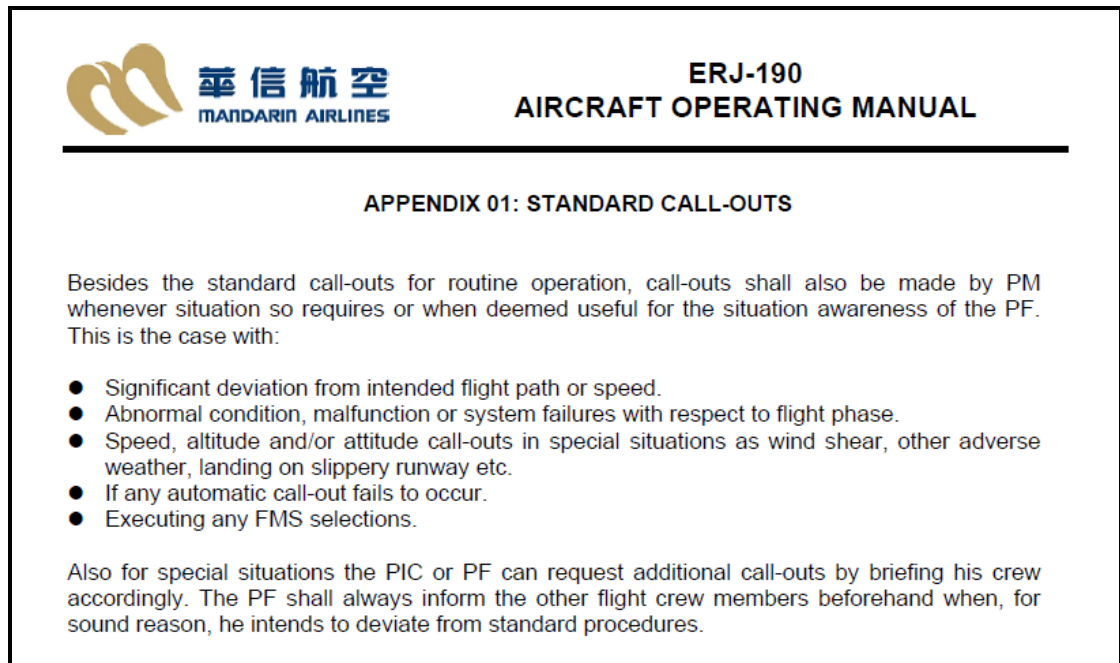 華信航空
MANDARIN AIRLINES
ERJ-190
AIRCRAFT OPERATING MANUAL
APPENDIX 01: STANDARD CALL-OUTS
Besides the standard call-outs for routine operation, call-outs shall also be made by PM
whenever situation so requires or when deemed useful for the situation awareness of the PF.
This is the case with:
● Significant deviation from intended flight path or speed.
● Abnormal condition, malfunction or system failures with respect to flight phase.
● Speed, altitude and/or attitude call-outs in special situations as wind shear, other adverse
weather, landing on slippery runway etc.
● If any automatic call-out fails to occur.
● Executing any FMS selections.
Also for special situations the PIC or PF can request additional call-outs by briefing his crew
accordingly. The PF shall always inform the other flight crew members beforehand when, for
sound reason, he intends to deviate from standard procedures.